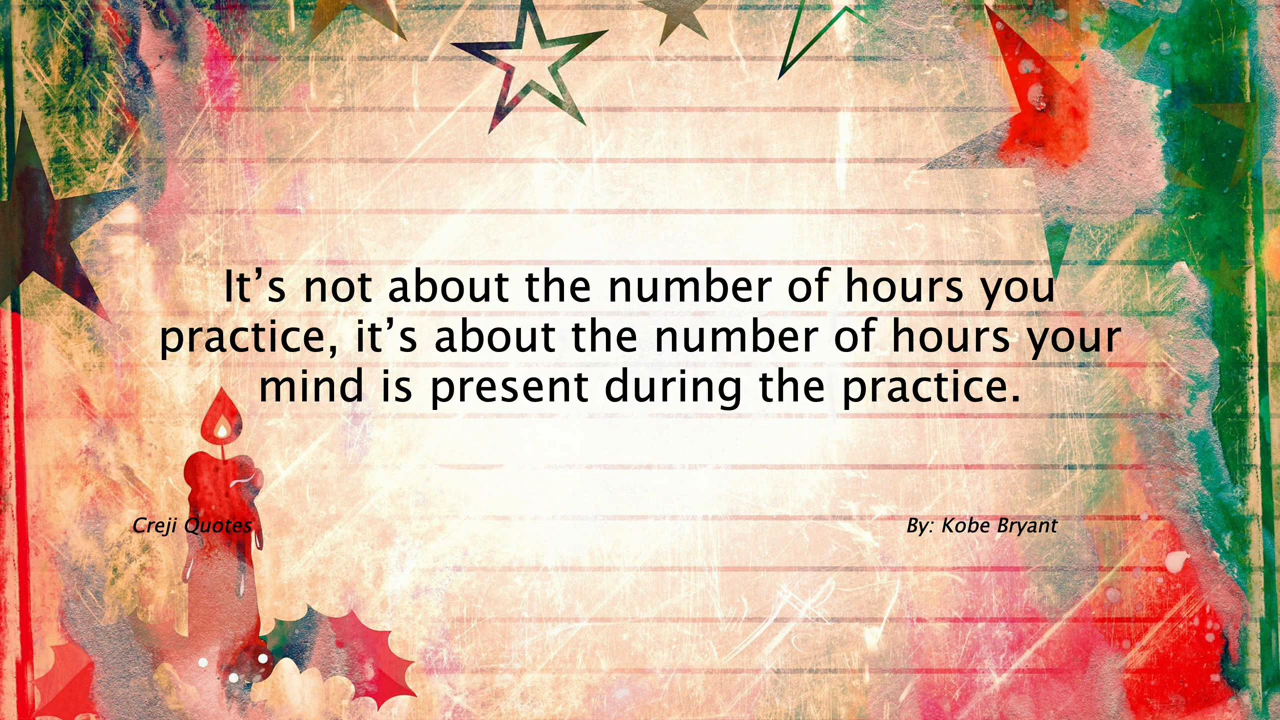 It’s not about the number of hours you
practice, it’s about the number of hours your
mind is present during the practice.
Creji Quotes
By: Kobe Bryant